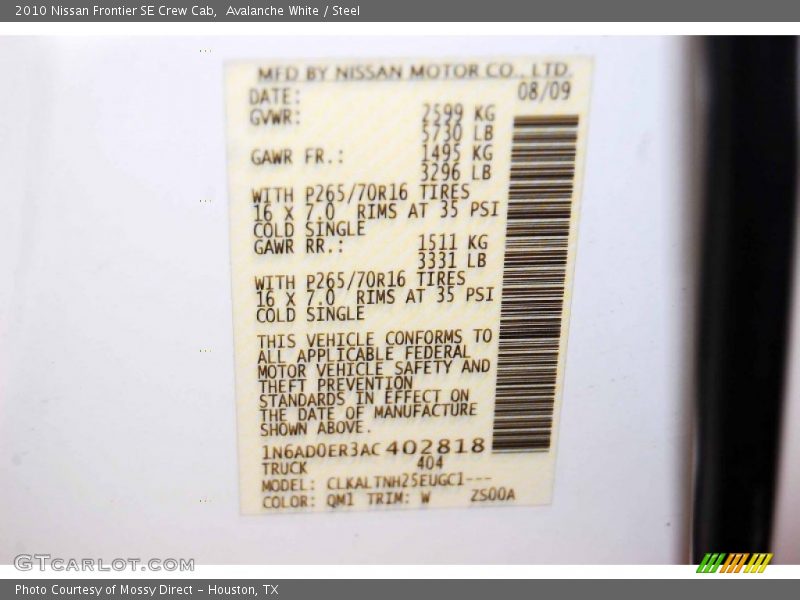 2010 Nissan Frontier SE Crew Cab,  Avalanche White / Steel
MFD BY NISSAN MOTOR CO., LTD.
DATE: 08/09
GVWR: 2599 KG
5730 LB
GAWR FR.: 1495 KG
3296 LB
WITH P265/70R16 TIRES
16 X 7.0 RIMS AT 35 PSI
COLD SINGLE
GAWR RR.: 1511 KG
3331 LB
WITH P265/70R16 TIRES
16 X 7.0 RIMS AT 35 PSI
COLD SINGLE
THIS VEHICLE CONFORMS TO
ALL APPLICABLE FEDERAL
MOTOR VEHICLE SAFETY AND
THEFT PREVENTION
STANDARDS IN EFFECT ON
THE DATE OF MANUFACTURE
SHOWN ABOVE.
1N6AD0ER3AC402818
TRUCK 404
MODEL: CLKALTNH25EUGC1---
COLOR: QM1 TRIM: W ZS00A
GTCARLOT.COM
Photo Courtesy of Mossy Direct - Houston, TX